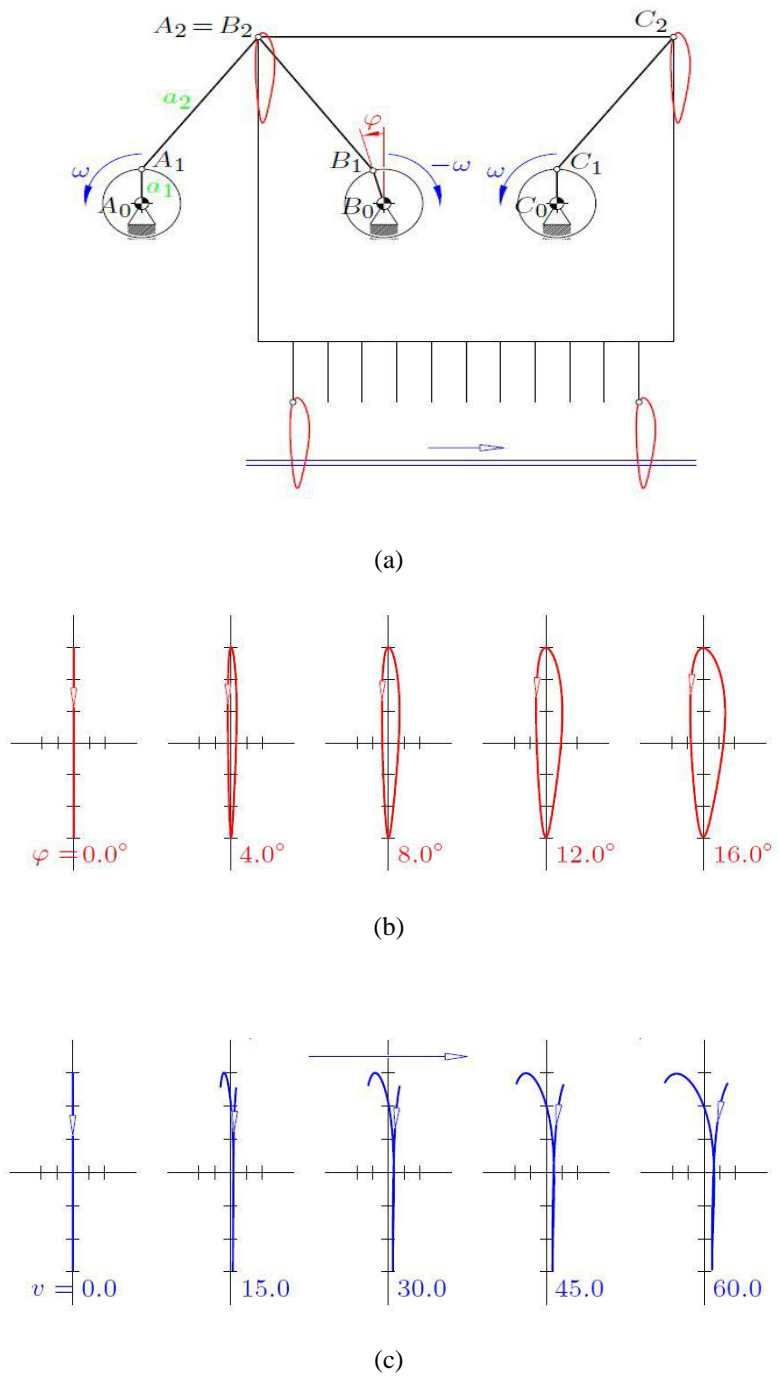 A₂ = B₂
C₂
a₂
φ
ω
A₁
B₁
−ω
ω
C₁
a₁
A₀
B₀
C₀
(a)
φ = 0.0° 4.0° 8.0° 12.0° 16.0°
(b)
v = 0.0 15.0 30.0 45.0 60.0
(c)